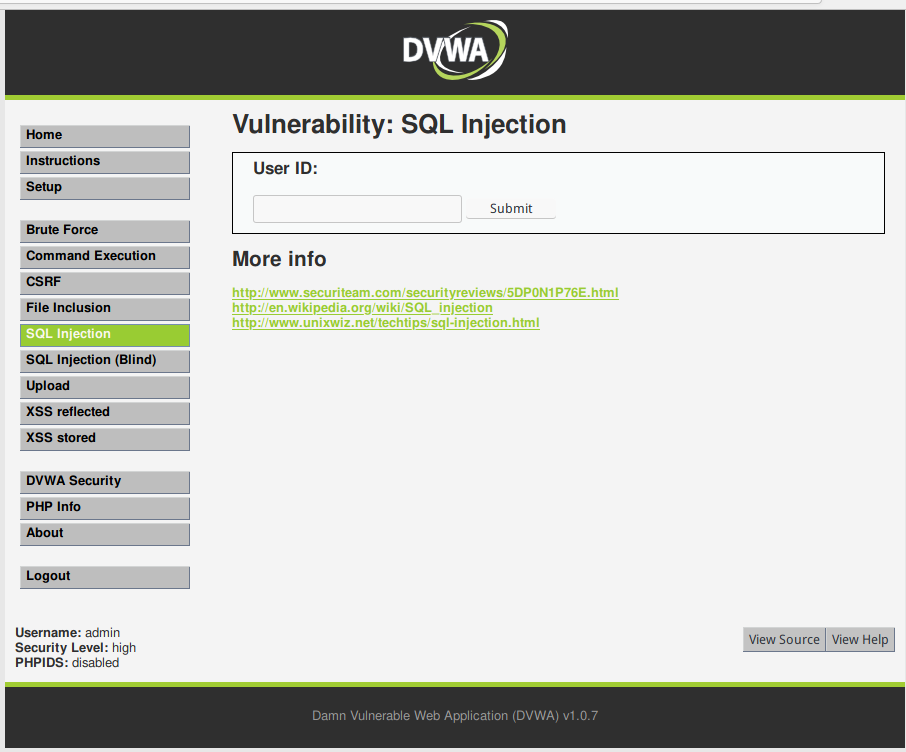 DVWA
Home
Instructions
Setup
Brute Force
Command Execution
CSRF
File Inclusion
SQL Injection
SQL Injection (Blind)
Upload
XSS reflected
XSS stored
DVWA Security
PHP Info
About
Logout
Vulnerability: SQL Injection
User ID:
Submit
More info
http://www.securiteam.com/securityreviews/5DP0N1P76E.html
http://en.wikipedia.org/wiki/SQL_injection
http://www.unixwiz.net/techtips/sql-injection.html
Username: admin
Security Level: high
PHPIDS: disabled
View Source View Help
Damn Vulnerable Web Application (DVWA) v1.0.7